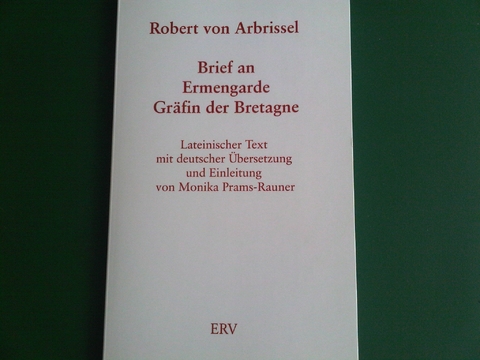 Robert von Arbrissel
Brief an
Ermengarde
Gräfin der Bretagne
Lateinischer Text
mit deutscher Übersetzung
und Einleitung
von Monika Prams-Rauner
ERV